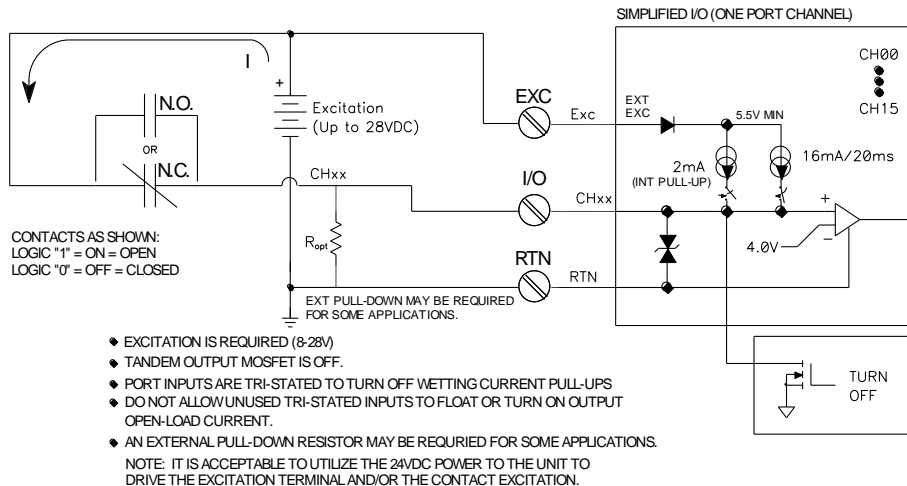 SIMPLIFIED I/O (ONE PORT CHANNEL)
CH00
CH15
I
+
N.O.
OR
N.C.
Excitation
(Up to 28VDC)
EXC
Exc
EXT
EXC
5.5V MIN
2mA
(INT PULL-UP)
16mA/20ms
CHxx
I/O
CHxx
+
4.0V
−
CONTACTS AS SHOWN:
LOGIC "1" = ON = OPEN
LOGIC "0" = OFF = CLOSED
Ropt
RTN
RTN
EXT PULL-DOWN MAY BE REQUIRED
FOR SOME APPLICATIONS.
EXCITATION IS REQUIRED (8-28V)
TANDEM OUTPUT MOSFET IS OFF.
PORT INPUTS ARE TRI-STATED TO TURN OFF WETTING CURRENT PULL-UPS
DO NOT ALLOW UNUSED TRI-STATED INPUTS TO FLOAT OR TURN ON OUTPUT
OPEN-LOAD CURRENT.
AN EXTERNAL PULL-DOWN RESISTOR MAY BE REQURIED FOR SOME APPLICATIONS.
NOTE: IT IS ACCEPTABLE TO UTILIZE THE 24VDC POWER TO THE UNIT TO
DRIVE THE EXCITATION TERMINAL AND/OR THE CONTACT EXCITATION.
TURN
OFF